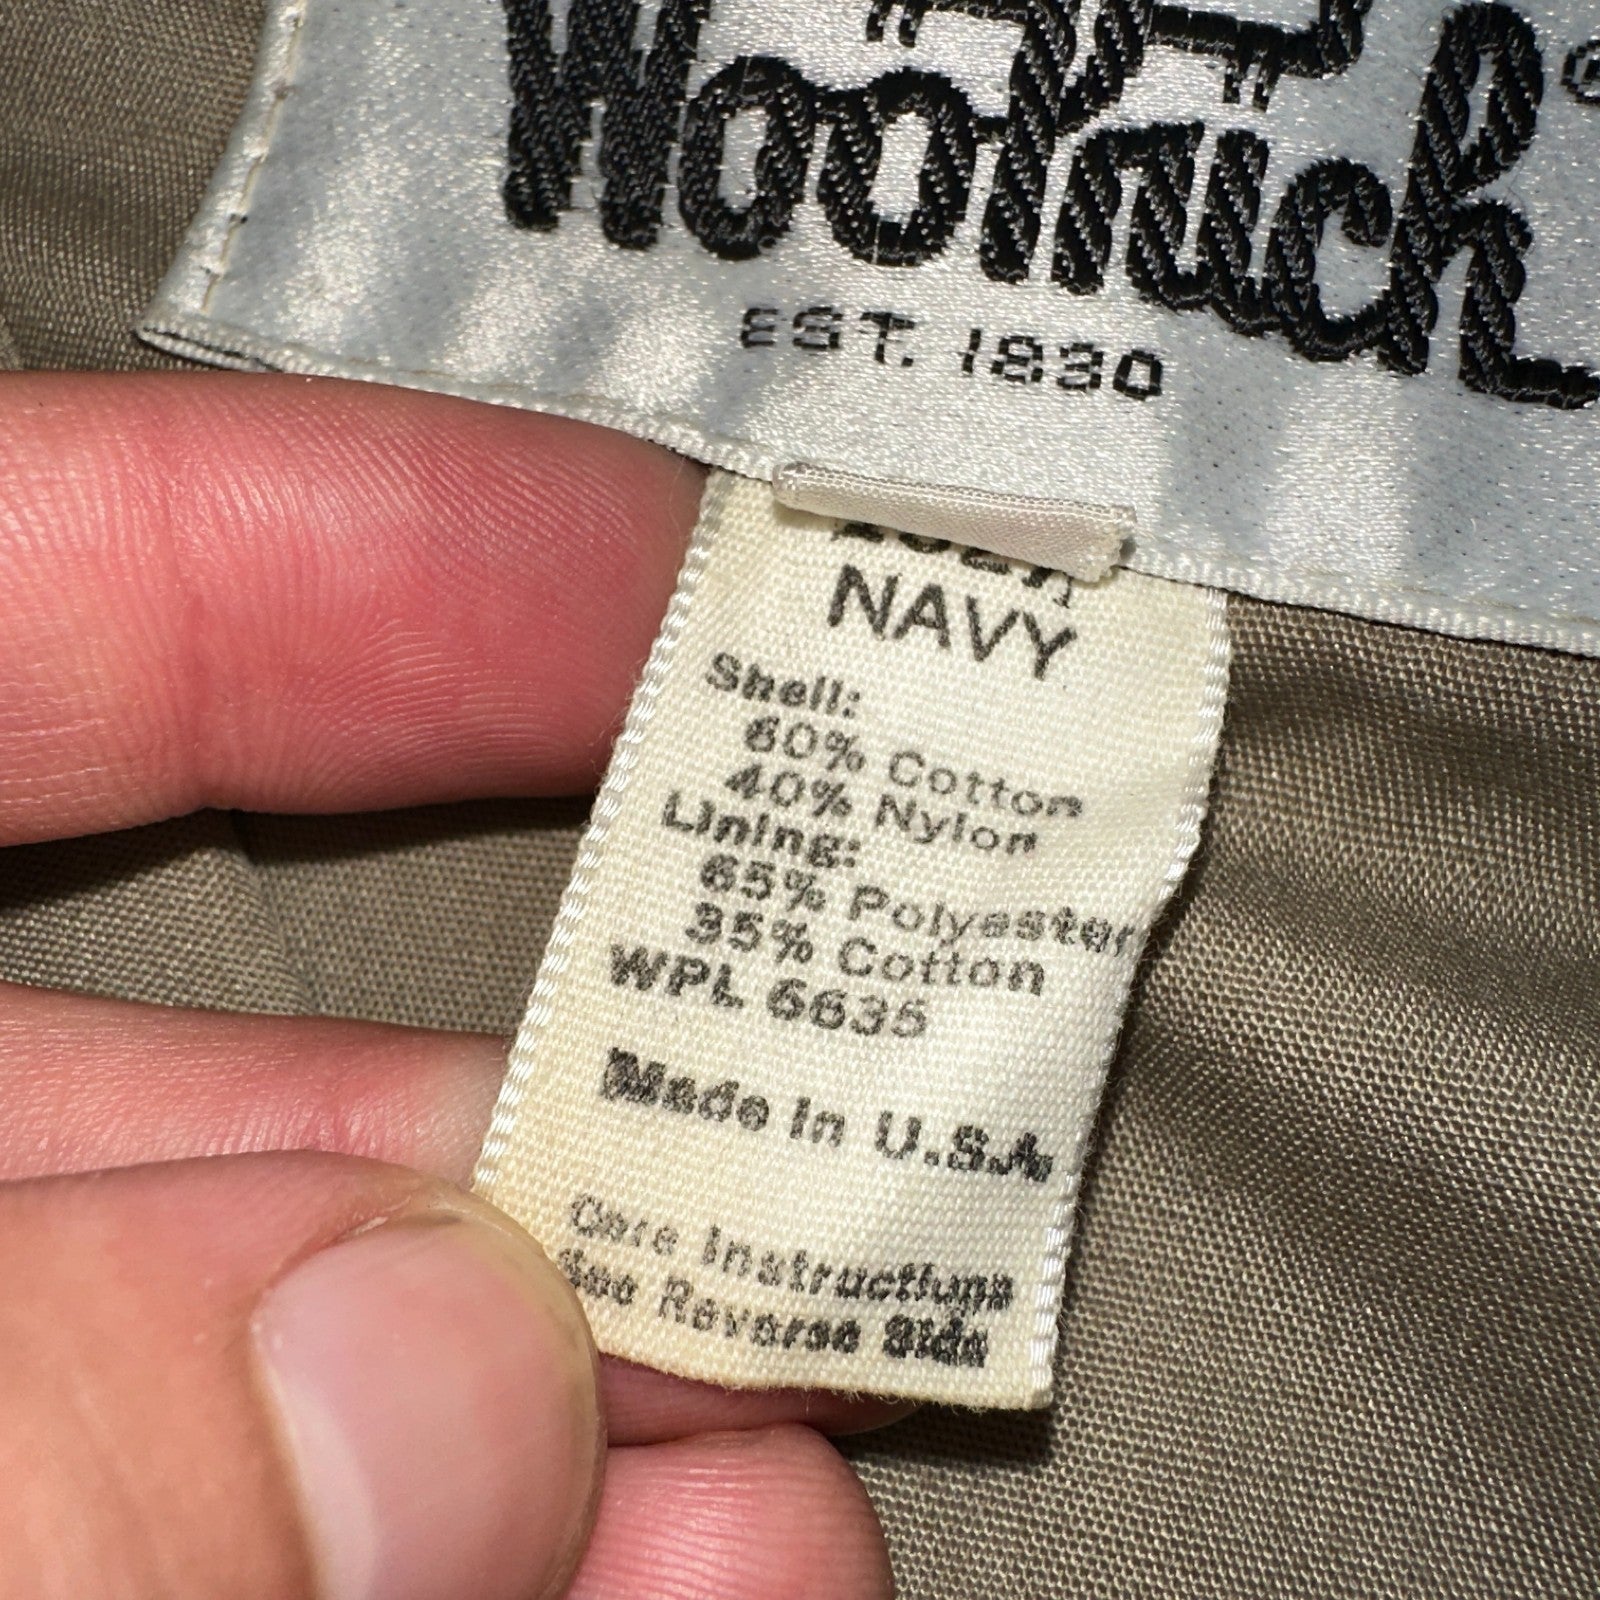 Woolrich
EST. 1830
NAVY
Shell:
60% Cotton
40% Nylon
Lining:
65% Polyester
35% Cotton
WPL 6635
Made in U.S.A
Care Instructions
See Reverse Side